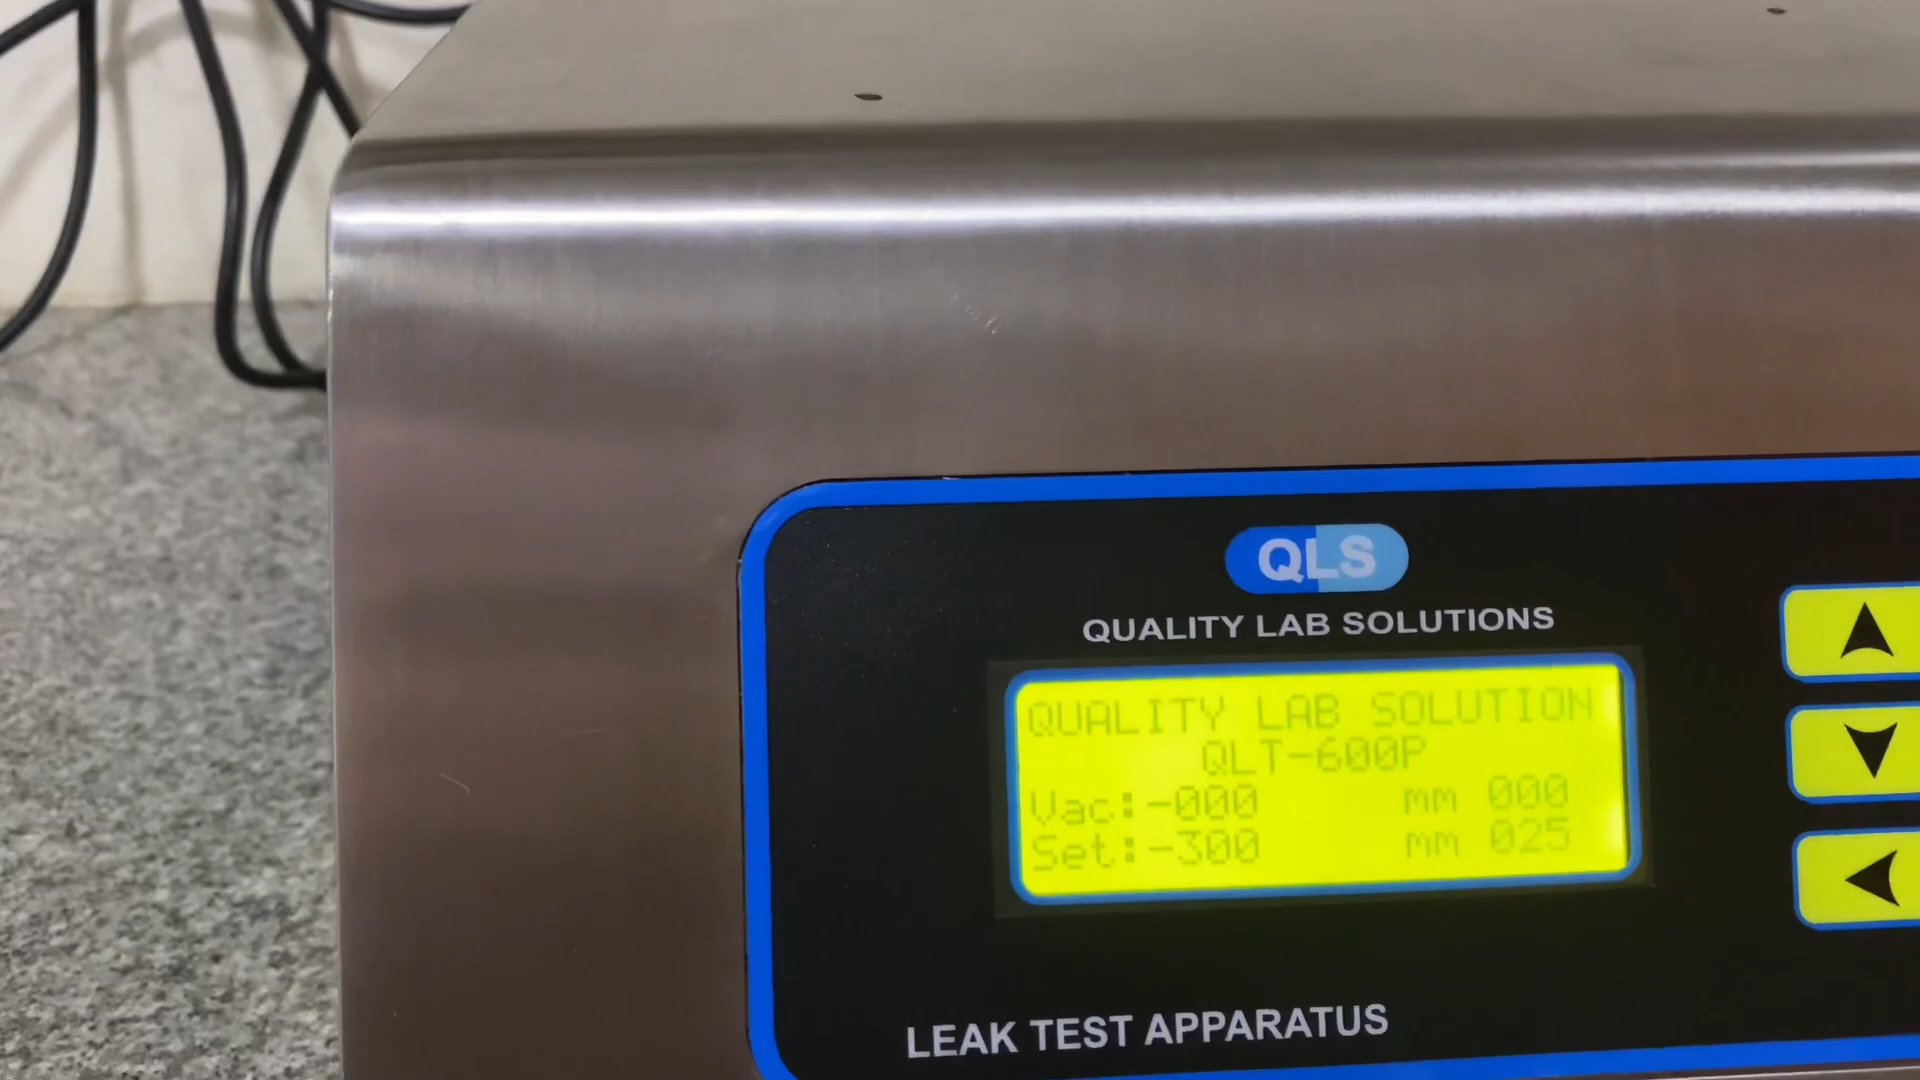 QLS
QUALITY LAB SOLUTIONS
QUALITY LAB SOLUTION
QLT-600P
Vac:-000 mm 000
Set:-300 mm 025
LEAK TEST APPARATUS